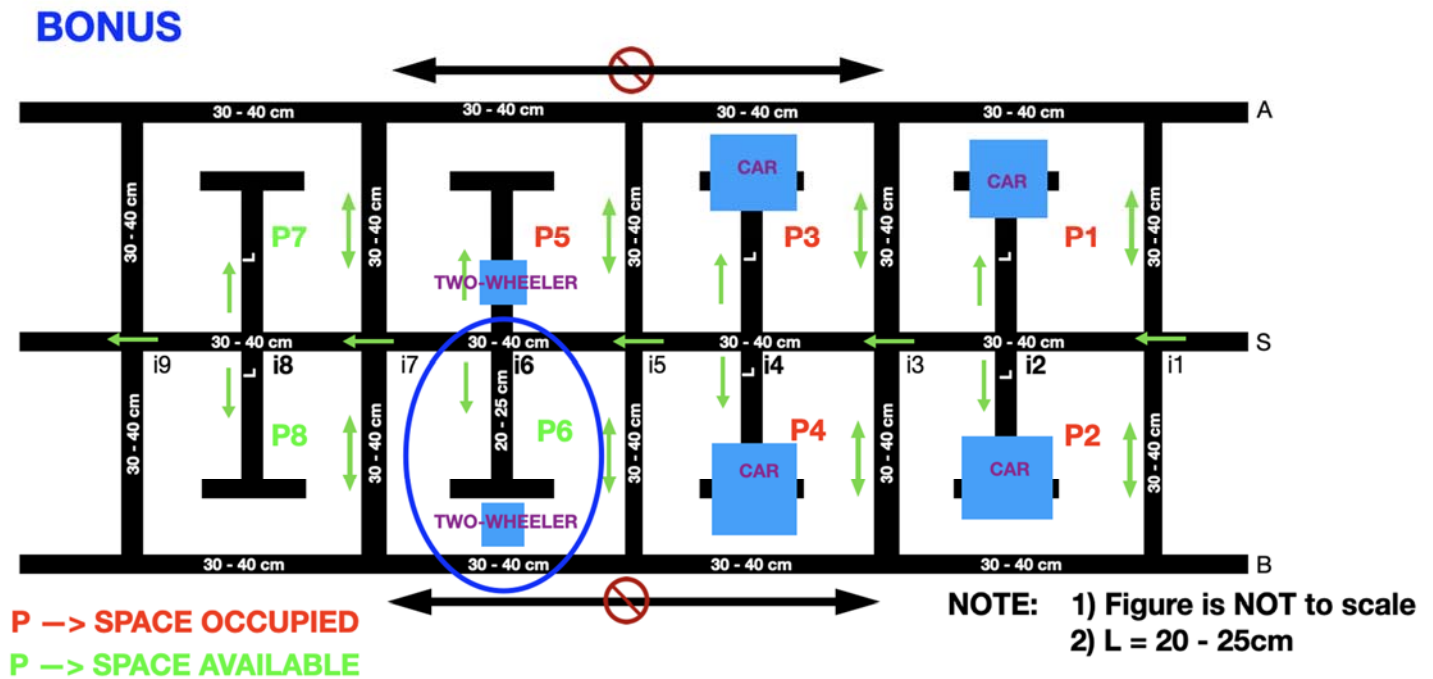 BONUS
30 - 40 cm 30 - 40 cm 30 - 40 cm 30 - 40 cm A
CAR CAR
30 - 40 cm 30 - 40 cm 30 - 40 cm 30 - 40 cm 30 - 40 cm
P7 P5 P3 P1
L L L
TWO-WHEELER
30 - 40 cm 30 - 40 cm 30 - 40 cm 30 - 40 cm S
i9 i8 i7 i6 i5 i4 i3 i2 i1
L L L
20 - 25 cm
P8 P6 P4 P2
30 - 40 cm 30 - 40 cm 30 - 40 cm 30 - 40 cm 30 - 40 cm
CAR CAR
TWO-WHEELER
30 - 40 cm 30 - 40 cm 30 - 40 cm 30 - 40 cm B
NOTE: 1) Figure is NOT to scale
2) L = 20 - 25cm
P —> SPACE OCCUPIED
P —> SPACE AVAILABLE